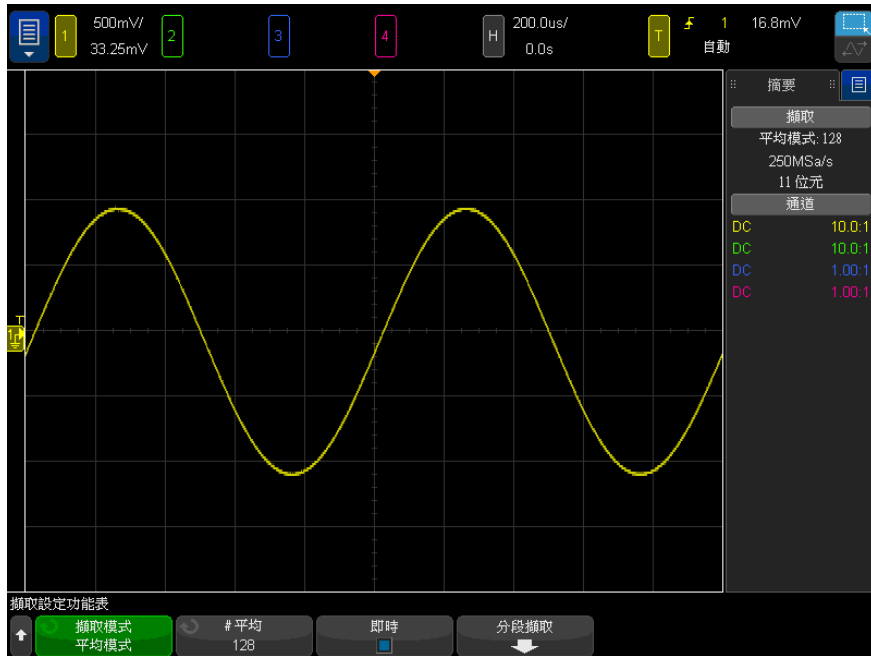 1
500mV/
33.25mV
2
3
4
H
200.0us/
0.0s
T
1
16.8mV
自動
摘要
擷取
平均模式: 128
250MSa/s
11 位元
通道
DC 10.0:1
DC 10.0:1
DC 1.00:1
DC 1.00:1
T
1
擷取設定功能表
擷取模式
平均模式
# 平均
128
即時
分段擷取